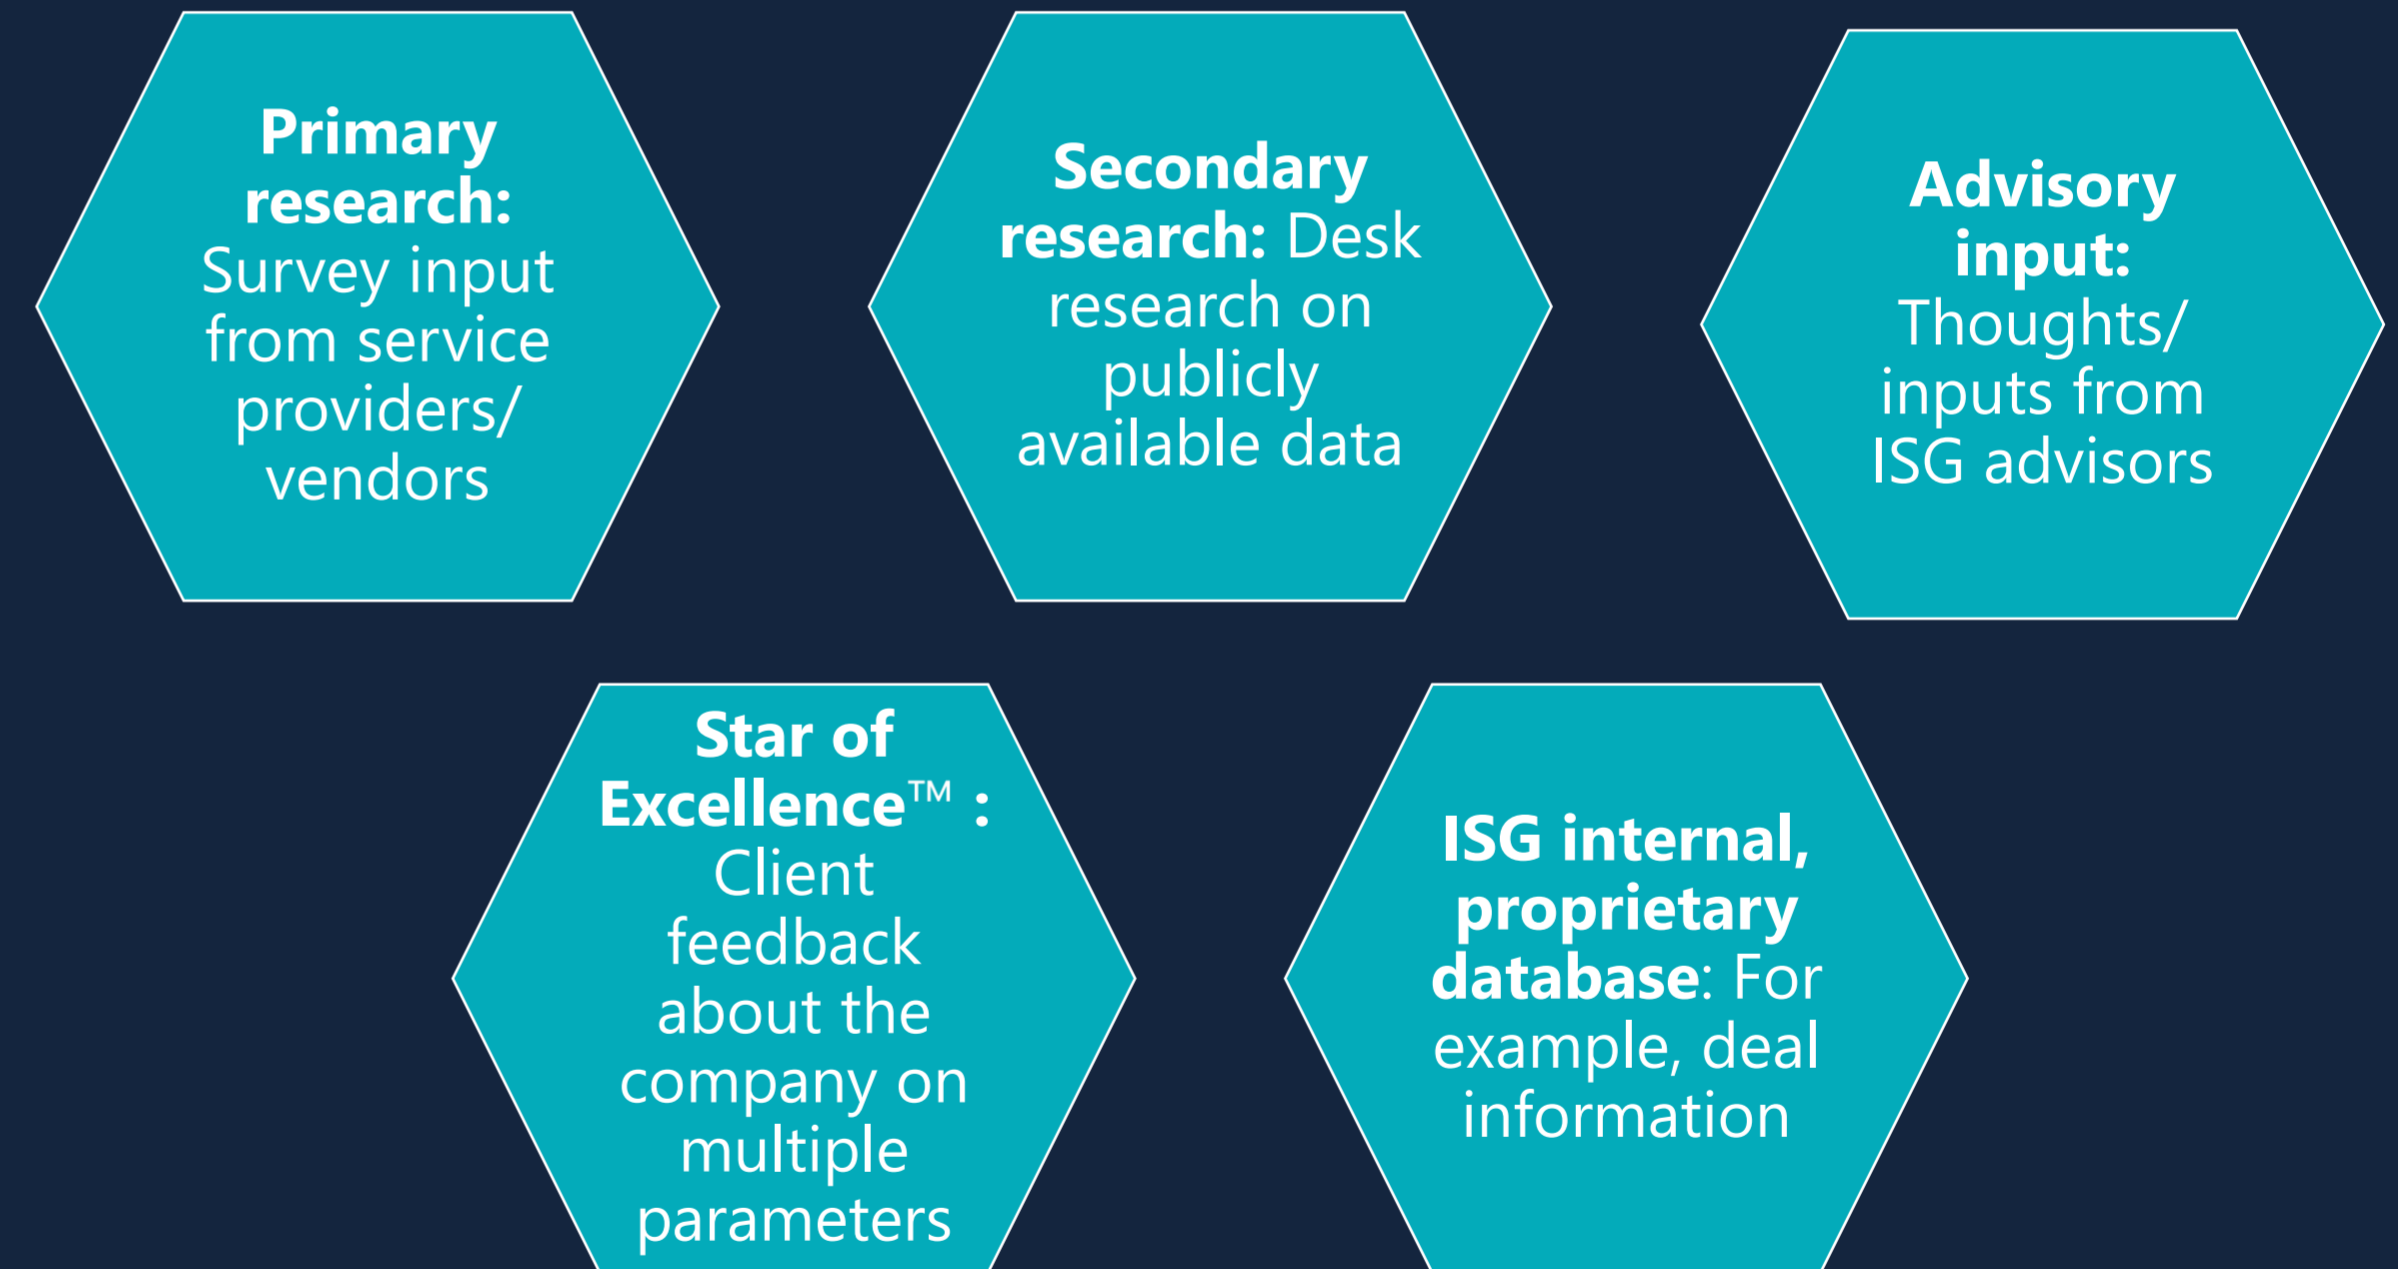 Primary
research:
Survey input
from service
providers/
vendors
Secondary
research: Desk
research on
publicly
available data
Advisory
input:
Thoughts/
inputs from
ISG advisors
Star of
Excellence™ :
Client
feedback
about the
company on
multiple
parameters
ISG internal,
proprietary
database: For
example, deal
information